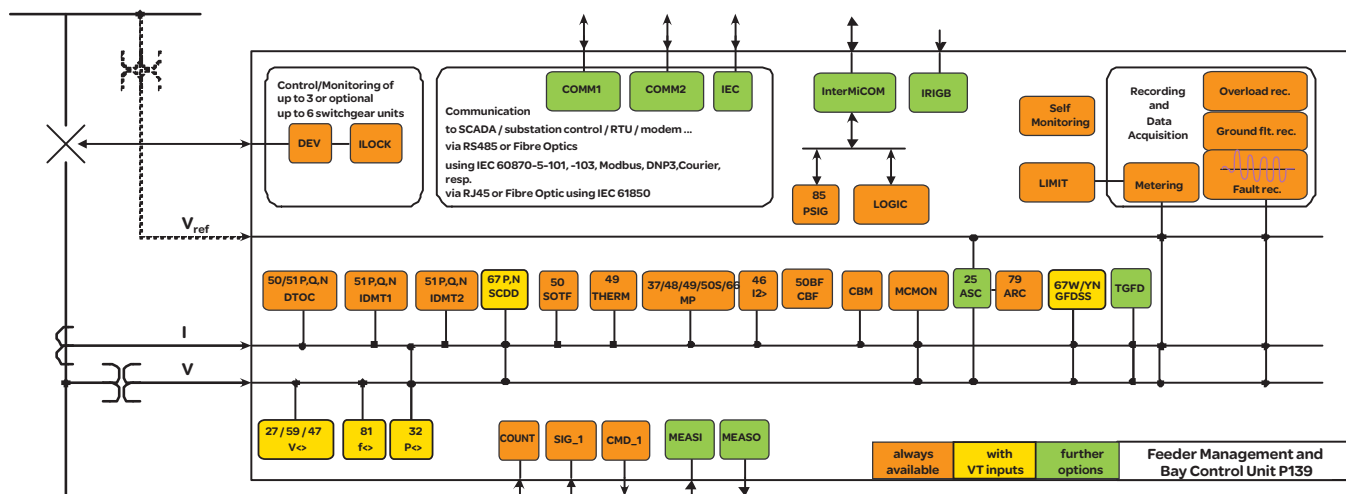 Control/Monitoring of
up to 3 or optional
up to 6 switchgear units
DEV
ILOCK
COMM1
COMM2
IEC
Communication
to SCADA / substation control / RTU / modem ...
via RS485 or Fibre Optics
using IEC 60870-5-101, -103, Modbus, DNP3,Courier,
resp.
via RJ45 or Fibre Optic using IEC 61850
InterMiCOM
IRIGB
85
PSIG
LOGIC
Self
Monitoring
LIMIT
Recording
and
Data
Acquisition
Metering
Overload rec.
Ground flt. rec.
Fault rec.
Vref
50/51 P,Q,N
DTOC
51 P,Q,N
IDMT1
51 P,Q,N
IDMT2
67 P,N
SCDD
50
SOTF
49
THERM
37/48/49/50S/66
MP
46
I2>
50BF
CBF
CBM
MCMON
25
ASC
79
ARC
67W/YN
GFDSS
TGFD
I
V
27 / 59 / 47
V<>
81
f<>
32
P<>
COUNT
SIG_1
CMD_1
MEASI
MEASO
always
available
with
VT inputs
further
options
Feeder Management and
Bay Control Unit P139